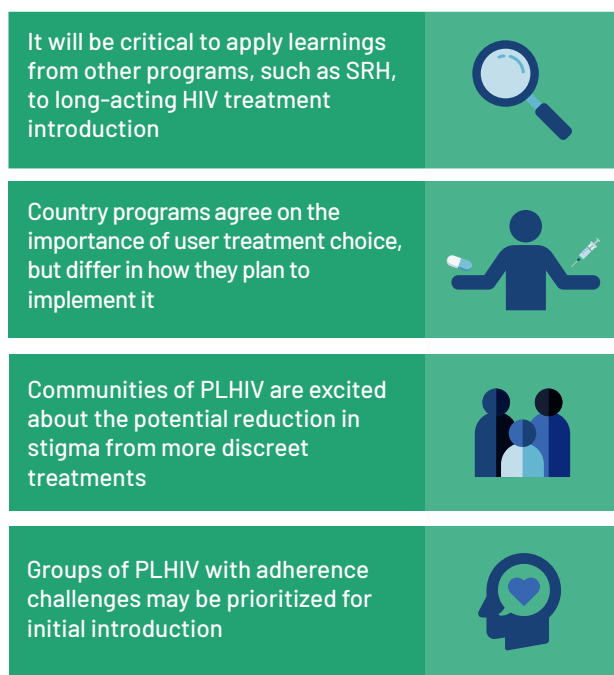 It will be critical to apply learnings
from other programs, such as SRH,
to long-acting HIV treatment
introduction
Country programs agree on the
importance of user treatment choice,
but differ in how they plan to
implement it
Communities of PLHIV are excited
about the potential reduction in
stigma from more discreet
treatments
Groups of PLHIV with adherence
challenges may be prioritized for
initial introduction